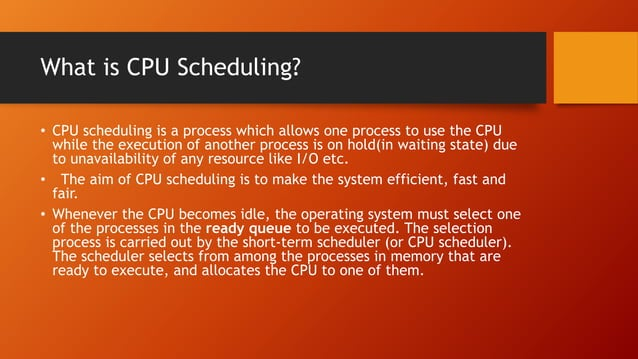 What is CPU Scheduling?
• CPU scheduling is a process which allows one process to use the CPU
while the execution of another process is on hold(in waiting state) due
to unavailability of any resource like I/O etc.
• The aim of CPU scheduling is to make the system efficient, fast and
fair.
• Whenever the CPU becomes idle, the operating system must select one
of the processes in the ready queue to be executed. The selection
process is carried out by the short-term scheduler (or CPU scheduler).
The scheduler selects from among the processes in memory that are
ready to execute, and allocates the CPU to one of them.